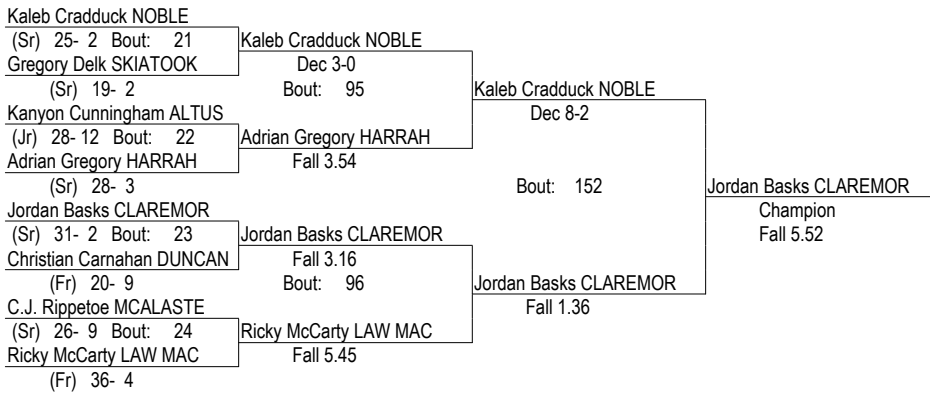 Kaleb Cradduck NOBLE
(Sr) 25- 2 Bout: 21 Kaleb Cradduck NOBLE
Gregory Delk SKIATOOK Dec 3-0
(Sr) 19- 2 Bout: 95 Kaleb Cradduck NOBLE
Kanyon Cunningham ALTUS Dec 8-2
(Jr) 28- 12 Bout: 22 Adrian Gregory HARRAH
Adrian Gregory HARRAH Fall 3.54
(Sr) 28- 3 Bout: 152 Jordan Basks CLAREMOR
Jordan Basks CLAREMOR Champion
(Sr) 31- 2 Bout: 23 Jordan Basks CLAREMOR Fall 5.52
Christian Carnahan DUNCAN Fall 3.16
(Fr) 20- 9 Bout: 96 Jordan Basks CLAREMOR
C.J. Rippetoe MCALASTE Fall 1.36
(Sr) 26- 9 Bout: 24 Ricky McCarty LAW MAC
Ricky McCarty LAW MAC Fall 5.45
(Fr) 36- 4